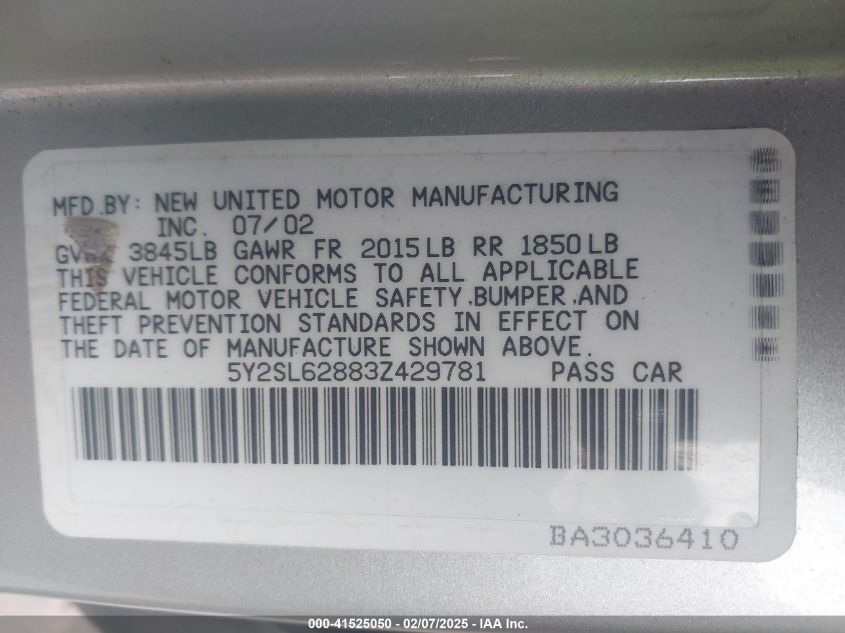 MFD.BY: NEW UNITED MOTOR MANUFACTURING
INC. 07/02
3845LB GAWR FR 2015LB RR 1850LB
THIS VEHICLE CONFORMS TO ALL APPLICABLE
FEDERAL MOTOR VEHICLE SAFETY,BUMPER,AND
THEFT PREVENTION STANDARDS IN EFFECT ON
THE DATE OF MANUFACTURE SHOWN ABOVE.
5Y2SL62883Z429781 PASS CAR
BA3036410
000-41525050 - 02/07/2025 - IAA Inc.